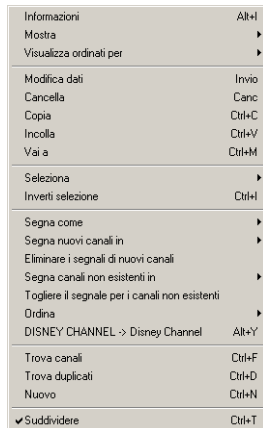 Informazioni Alt+I
Mostra
Visualizza ordinati per
Modifica dati Invio
Cancella Canc
Copia Ctrl+C
Incolla Ctrl+V
Vai a Ctrl+M
Seleziona
Inverti selezione Ctrl+I
Segna come
Segna nuovi canali in
Eliminare i segnali di nuovi canali
Segna canali non esistenti in
Togliere il segnale per i canali non esistenti
Ordina
DISNEY CHANNEL -> Disney Channel Alt+Y
Trova canali Ctrl+F
Trova duplicati Ctrl+D
Nuovo Ctrl+N
Suddividere Ctrl+T